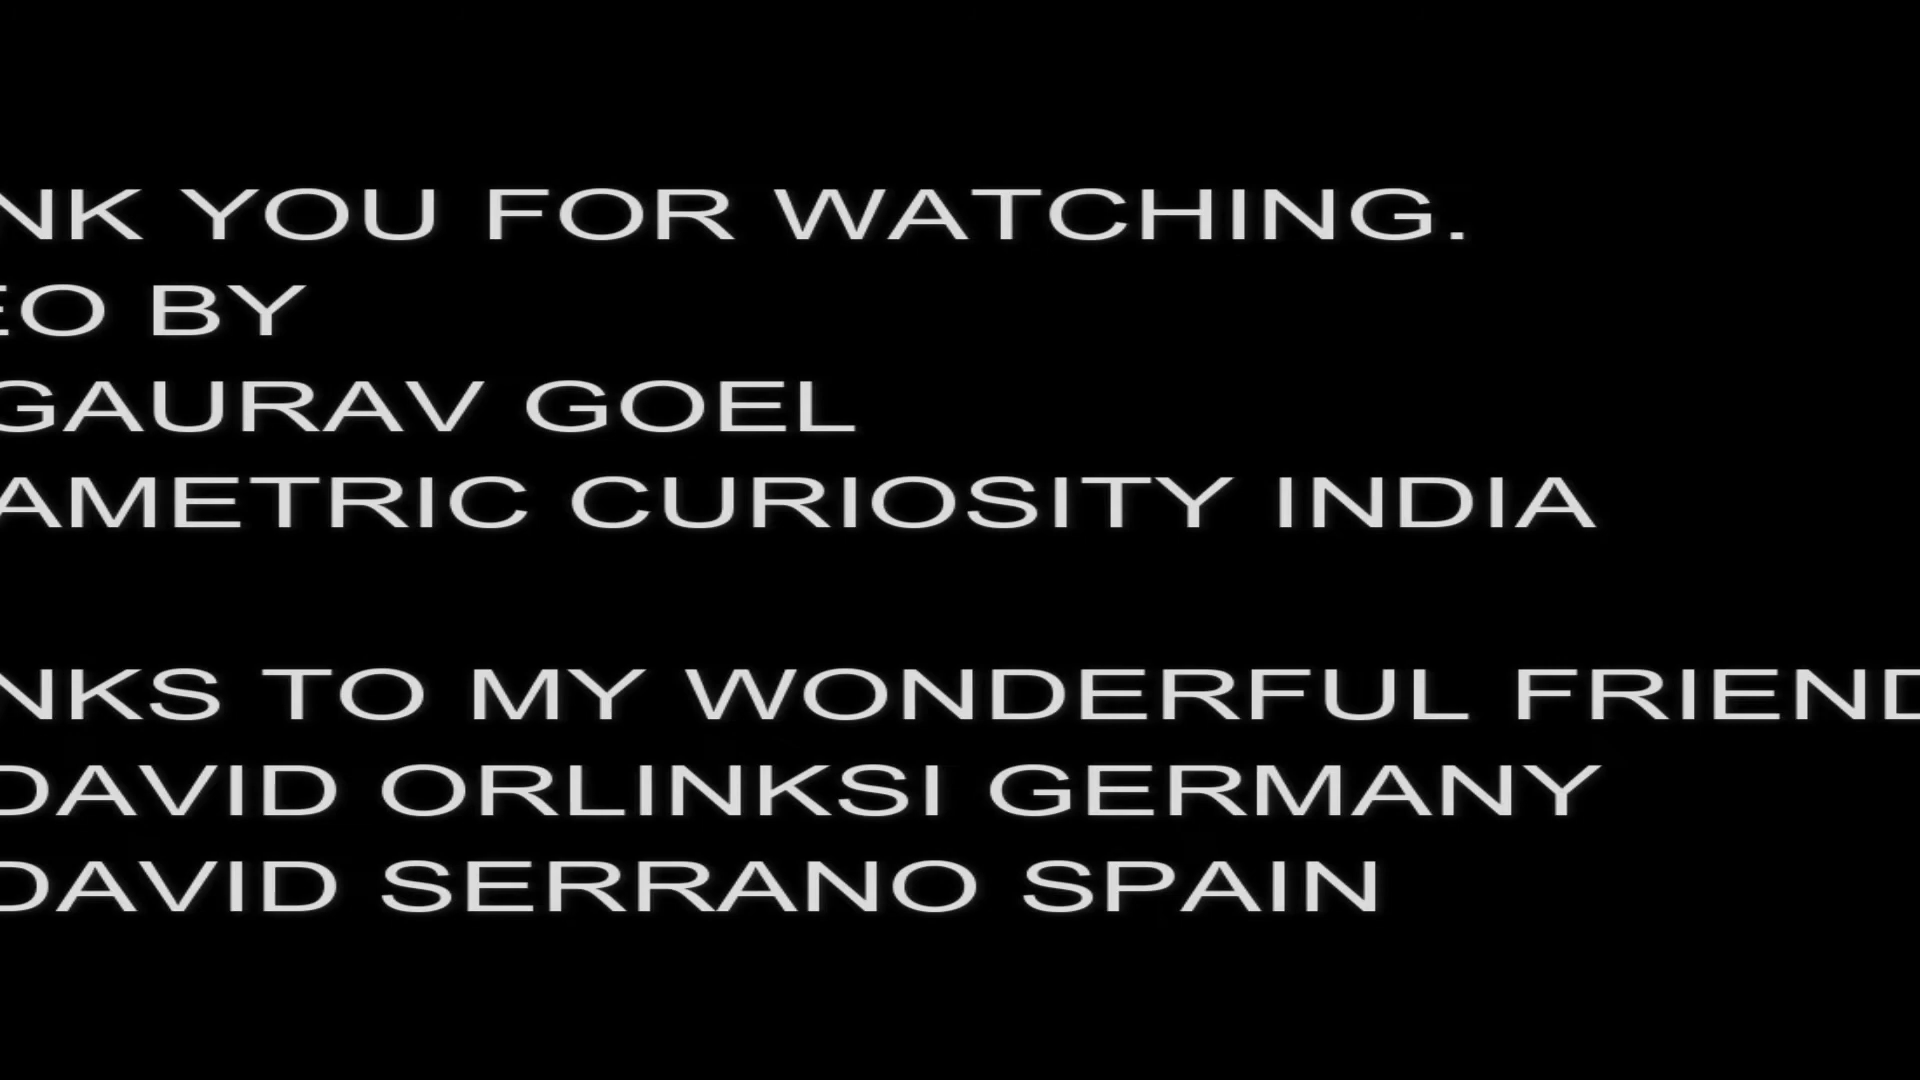 NK YOU FOR WATCHING.
EO BY
GAURAV GOEL
AMETRIC CURIOSITY INDIA
NKS TO MY WONDERFUL FRIEND
DAVID ORLINKSI GERMANY
DAVID SERRANO SPAIN